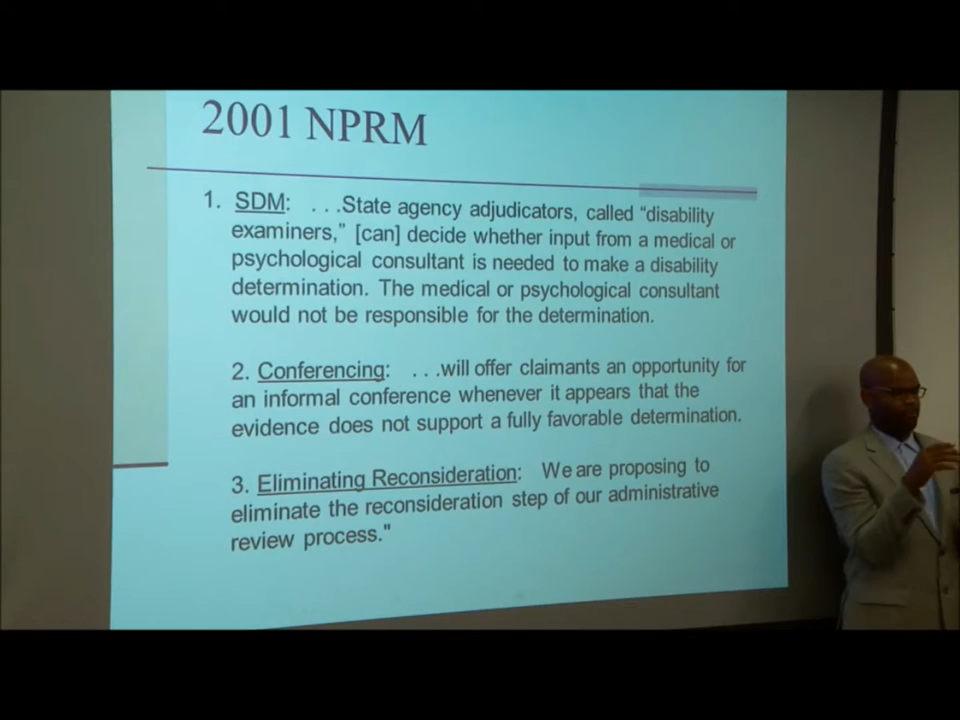 2001 NPRM
1. SDM: . . .State agency adjudicators, called “disability
examiners,” [can] decide whether input from a medical or
psychological consultant is needed to make a disability
determination. The medical or psychological consultant
would not be responsible for the determination.
2. Conferencing: . . .will offer claimants an opportunity for
an informal conference whenever it appears that the
evidence does not support a fully favorable determination.
3. Eliminating Reconsideration: We are proposing to
eliminate the reconsideration step of our administrative
review process."